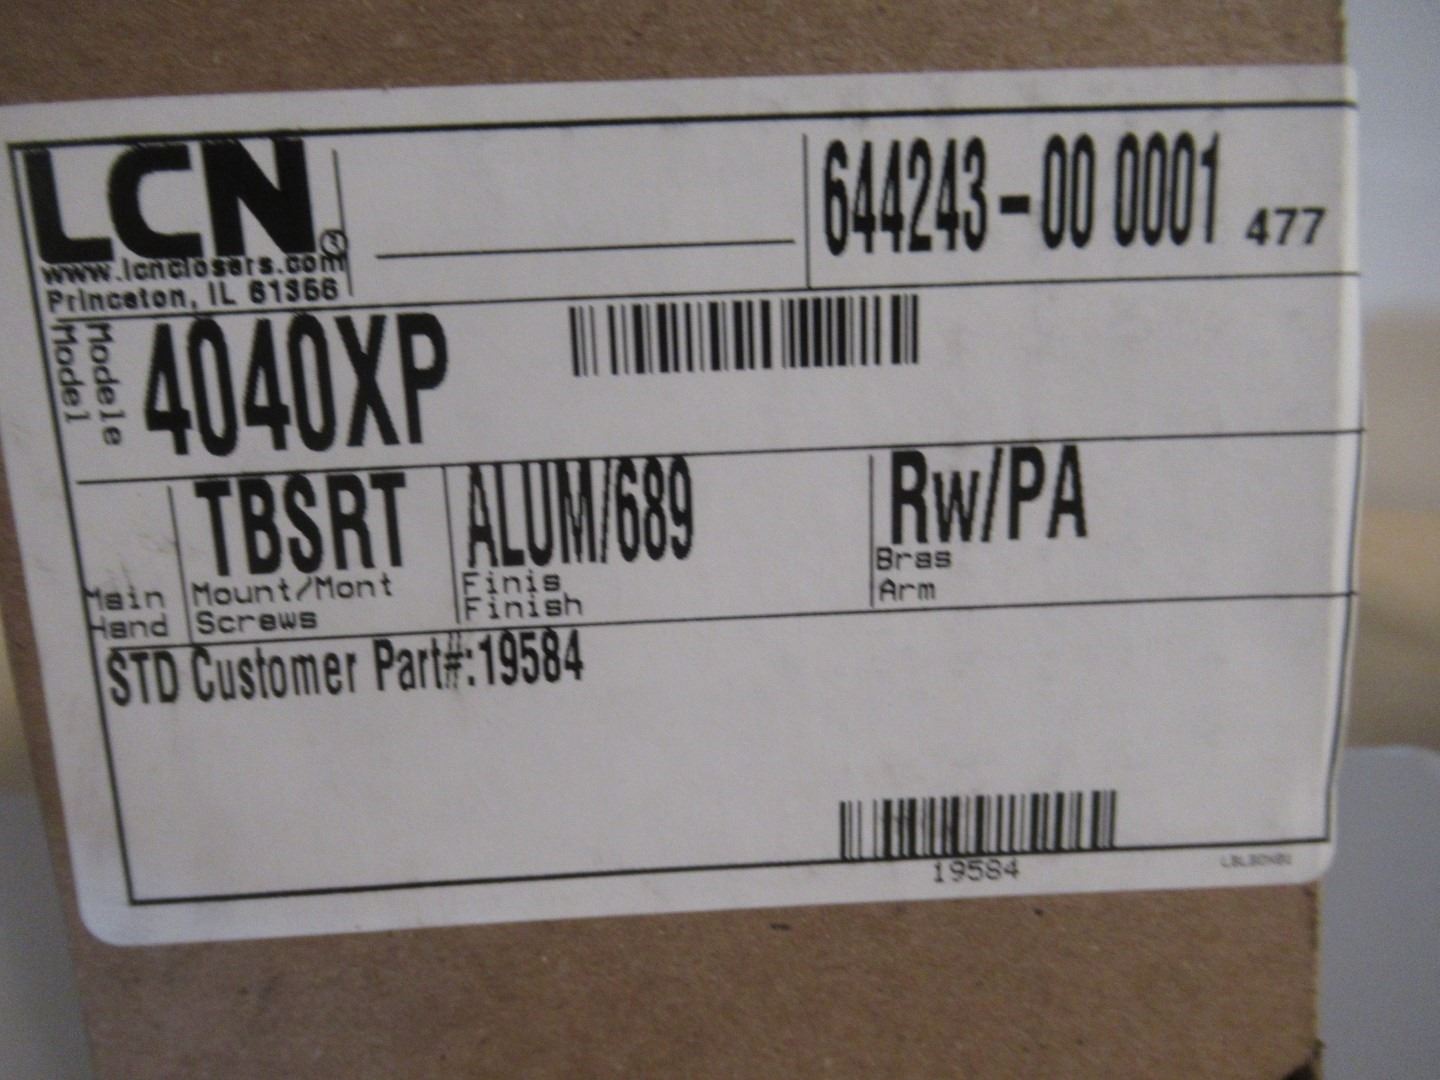 LCN®
www.lcnclosers.com
Princeton, IL 61356
644243-00 0001 477
Modele
Model
4040XP
TBSRT ALUM/689 Rw/PA
Main Mount/Mont Finis Bras
Hand Screws Finish Arm
STD Customer Part#:19584
19584